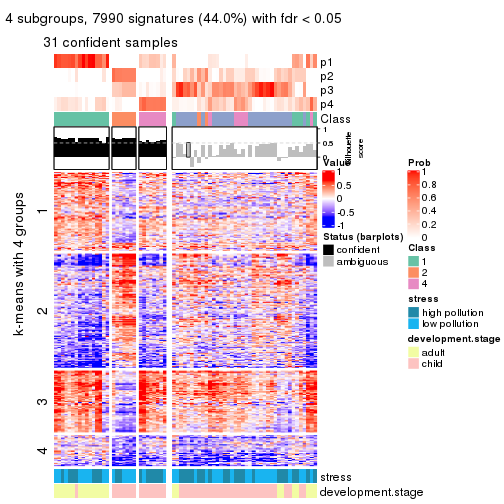 4 subgroups, 7990 signatures (44.0%) with fdr < 0.05
31 confident samples
p1
p2
p3
p4
Class
1
0.5
0
Silhouette score
k-means with 4 groups
1
2
3
4
stress
development.stage
Value
1
0.5
0
-0.5
-1
Status (barplots)
confident
ambiguous
Prob
1
0.8
0.6
0.4
0.2
0
Class
1
2
4
stress
high pollution
low pollution
development.stage
adult
child